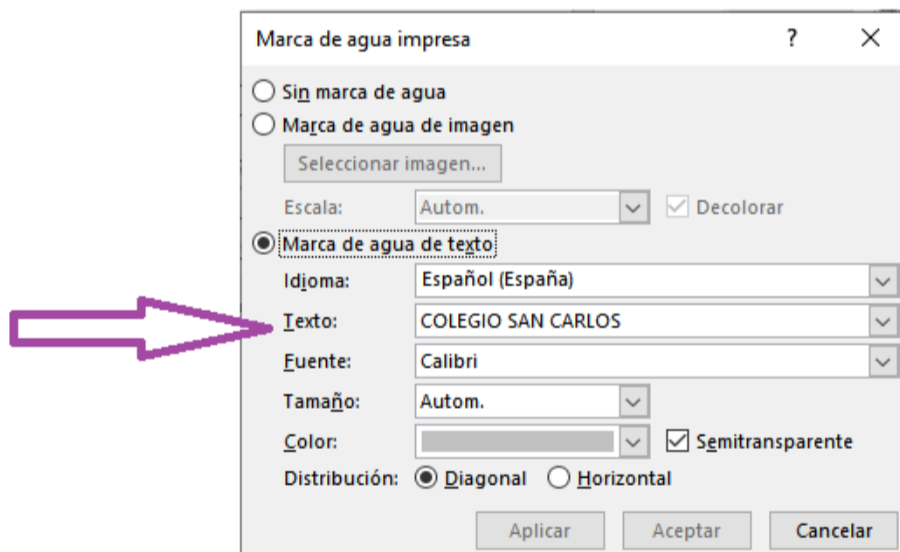 Marca de agua impresa ? X
Sin marca de agua
Marca de agua de imagen
Seleccionar imagen...
Escala: Autom. Decolorar
Marca de agua de texto
Idioma: Español (España)
Texto: COLEGIO SAN CARLOS
Fuente: Calibri
Tamaño: Autom.
Color: Semitransparente
Distribución: Diagonal Horizontal
Aplicar Aceptar Cancelar